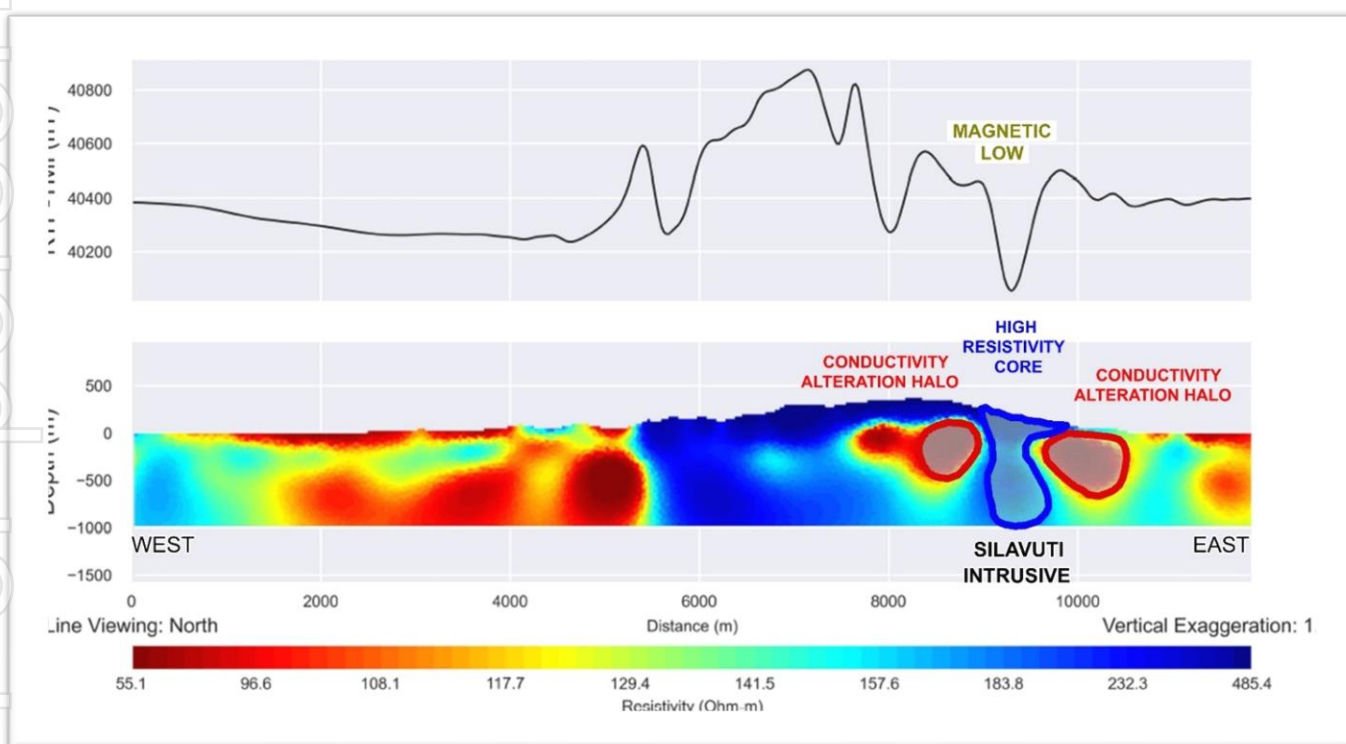 40800
40600
40400
40200
MAGNETIC
LOW
HIGH
RESISTIVITY
CORE
CONDUCTIVITY
ALTERATION HALO
CONDUCTIVITY
ALTERATION HALO
500
0
−500
−1000
−1500
WEST
EAST
SILAVUTI
INTRUSIVE
0 2000 4000 6000 8000 10000
Line Viewing: North
Distance (m)
Vertical Exaggeration: 1
55.1 96.6 108.1 117.7 129.4 141.5 157.6 183.8 232.3 485.4
Resistivity (Ohm-m)